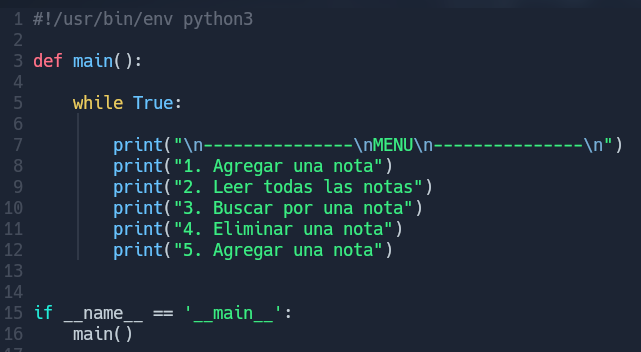 1 #!/usr/bin/env python3
2
3 def main():
4
5     while True:
6
7         print("\n---------------\nMENU\n---------------\n")
8         print("1. Agregar una nota")
9         print("2. Leer todas las notas")
10         print("3. Buscar por una nota")
11         print("4. Eliminar una nota")
12         print("5. Agregar una nota")
13
14
15 if __name__ == '__main__':
16     main()
17